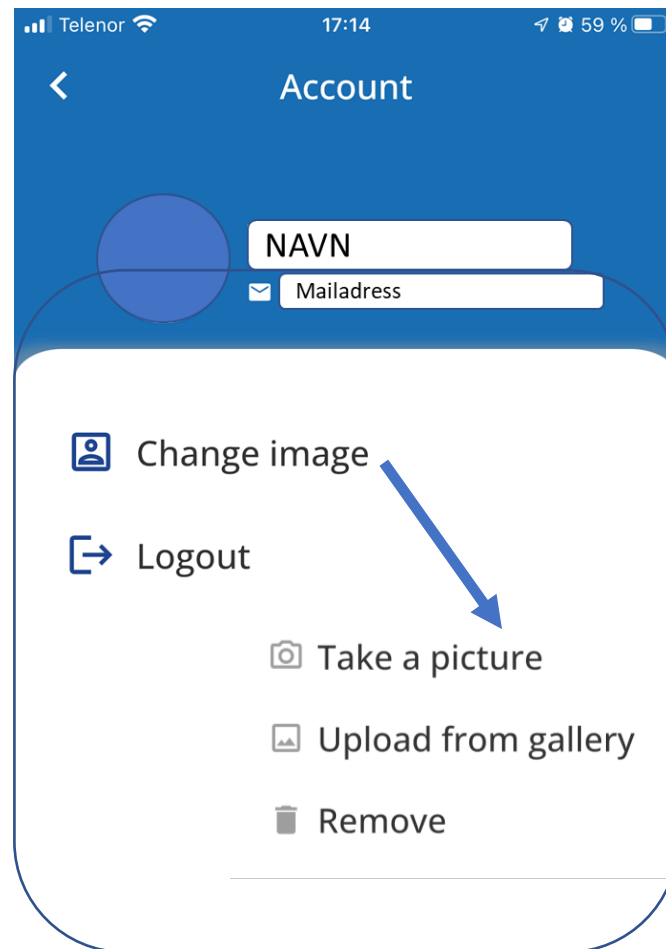 Telenor 17:14 59 %
Account
NAVN
Mailadress
Change image
Logout
Take a picture
Upload from gallery
Remove